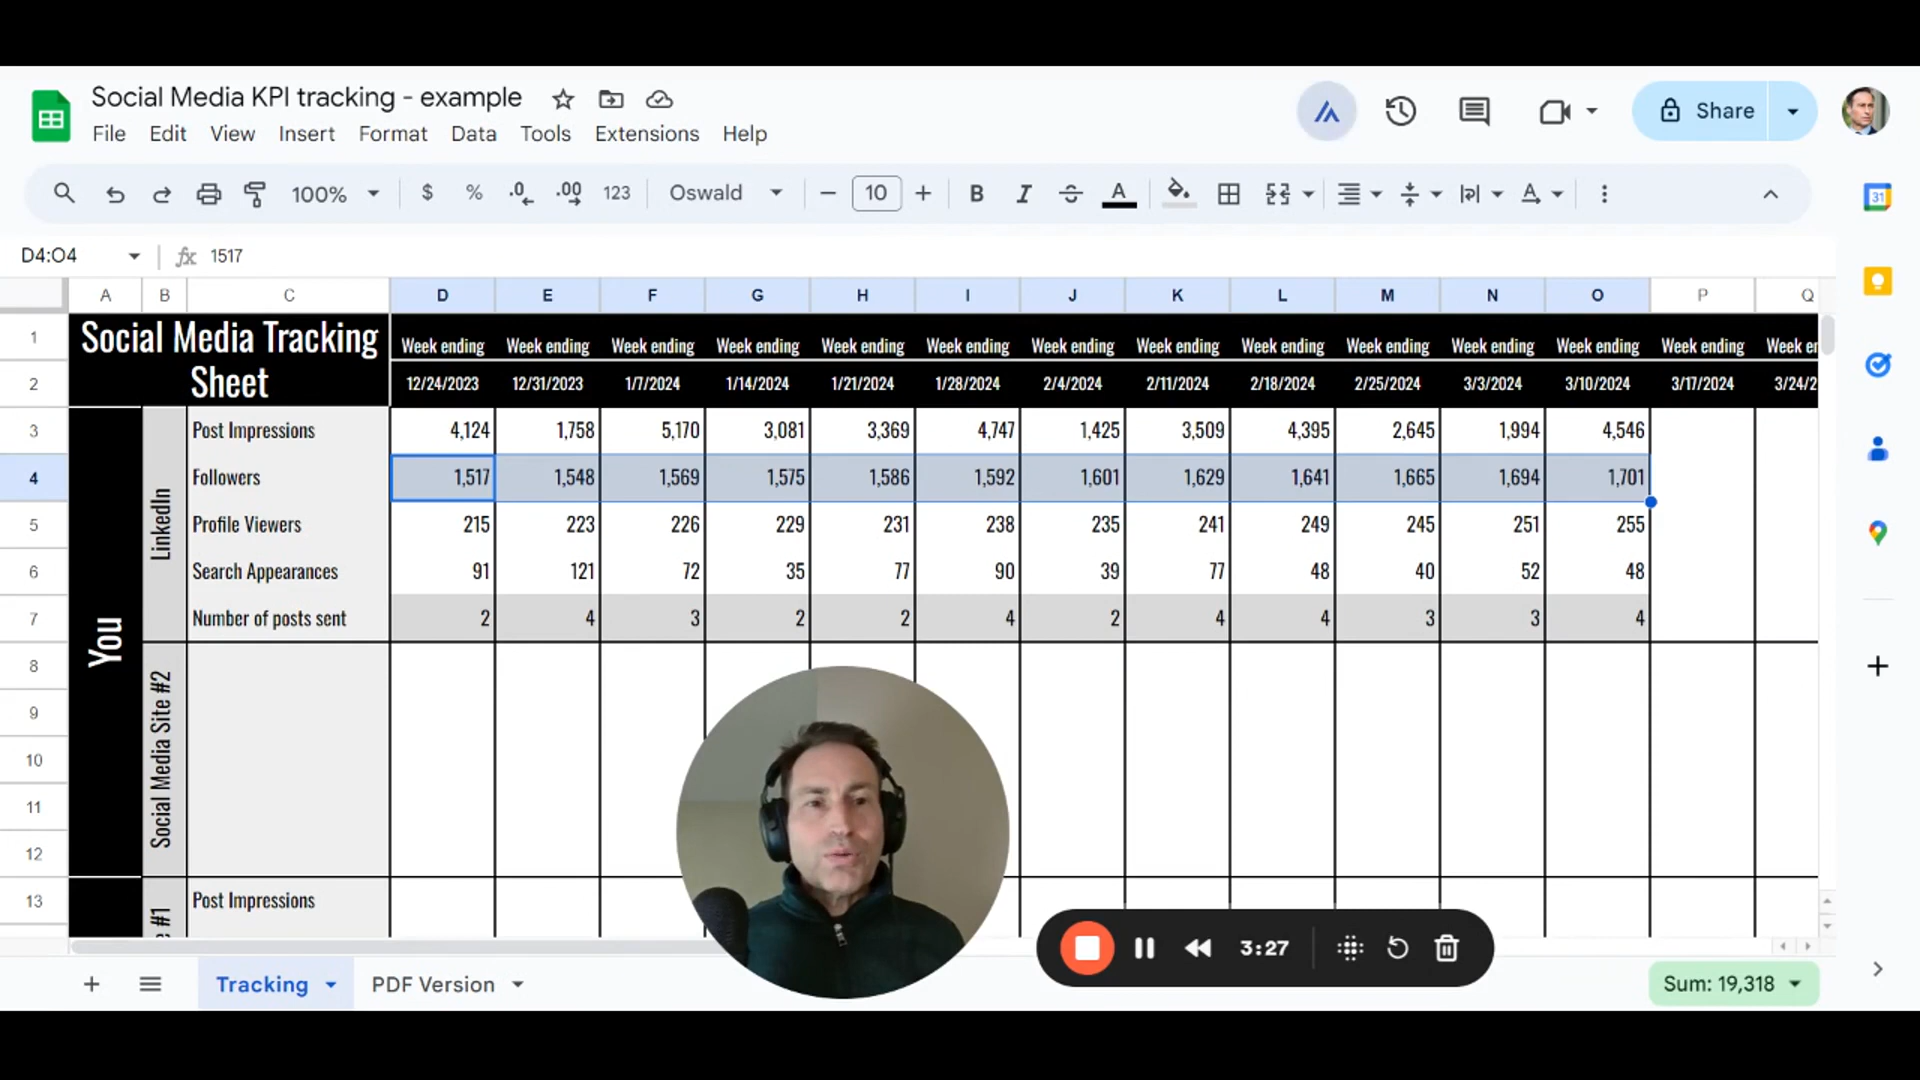 Social Media KPI tracking - example
File Edit View Insert Format Data Tools Extensions Help
Share
31
100% $ % .0 .00 123 Oswald 10 B I A A
D4:O4 fx 1517
A B C D E F G H I J K L M N O P Q
1 Social Media Tracking Week ending Week ending Week ending Week ending Week ending Week ending Week ending Week ending Week ending Week ending Week ending Week ending Week ending Week en
2 Sheet 12/24/2023 12/31/2023 1/7/2024 1/14/2024 1/21/2024 1/28/2024 2/4/2024 2/11/2024 2/18/2024 2/25/2024 3/3/2024 3/10/2024 3/17/2024 3/24/2
3 Post Impressions 4,124 1,758 5,170 3,081 3,369 4,747 1,425 3,509 4,395 2,645 1,994 4,546
4 Followers 1,517 1,548 1,569 1,575 1,586 1,592 1,601 1,629 1,641 1,665 1,694 1,701
5 Profile Viewers 215 223 226 229 231 238 235 241 249 245 251 255
6 Search Appearances 91 121 72 35 77 90 39 77 48 40 52 48
7 Number of posts sent 2 4 3 2 2 4 2 4 4 3 3 4
You
LinkedIn
8
9
10
11
12
Social Media Site #2
13 Post Impressions
#1
3:27
Tracking PDF Version Sum: 19,318